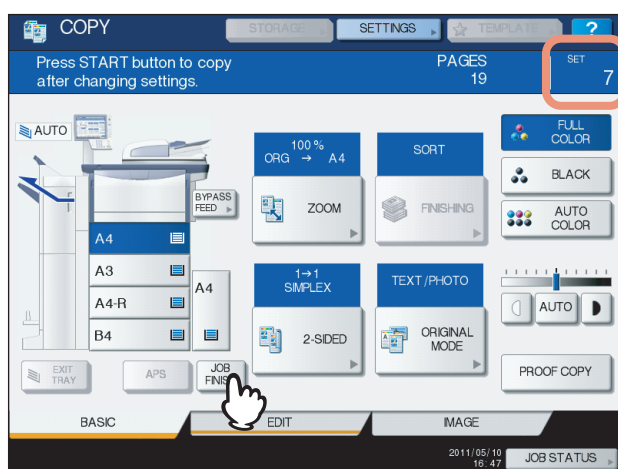 COPY
STORAGE
SETTINGS
TEMPLATE
?
Press START button to copy
after changing settings.
PAGES
19
SET
7
AUTO
BYPASS
FEED
A4
A3
A4-R
B4
A4
EXIT
TRAY
APS
JOB
100 %
ORG → A4
ZOOM
SORT
FINISHING
1→1
SIMPLEX
2-SIDED
TEXT/PHOTO
ORIGINAL
MODE
FULL
COLOR
BLACK
AUTO
COLOR
AUTO
PROOF COPY
BASIC
EDIT
IMAGE
2011/05/10
16:47
JOB STATUS